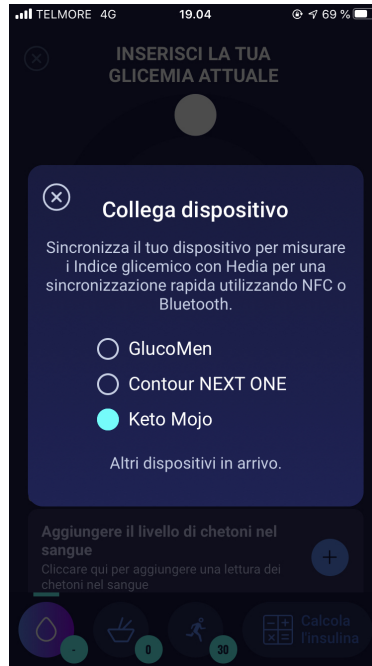 TELMORE 4G 19.04 69 %
INSERISCI LA TUA
GLICEMIA ATTUALE
Collega dispositivo
Sincronizza il tuo dispositivo per misurare
i Indice glicemico con Hedia per una
sincronizzazione rapida utilizzando NFC o
Bluetooth.
GlucoMen
Contour NEXT ONE
Keto Mojo
Altri dispositivi in arrivo.
Aggiungere il livello di chetoni nel
sangue
Cliccare qui per aggiungere una lettura dei
chetoni nel sangue
- 0 30 Calcola
l'insulina